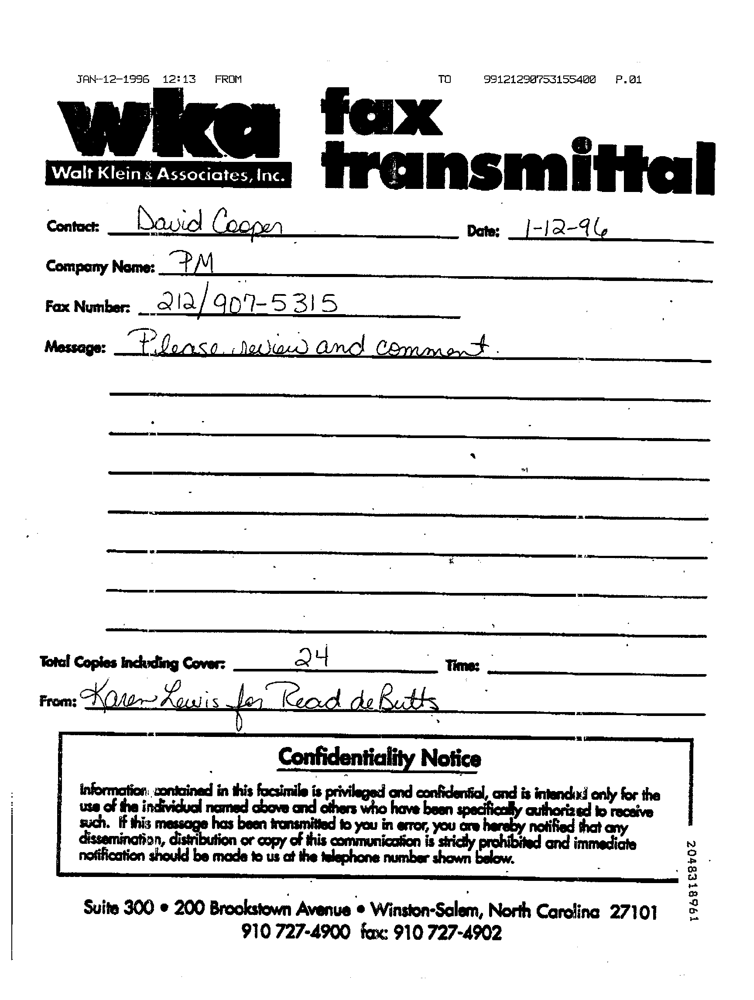 JAN-12-1996 12:13 FROM TO 99121290753155400 P.01
wka fax
transmittal
Walt Klein & Associates, Inc.
Contact: David Cooper Date: 1-12-96
Company Name: PM
Fax Number: 212/907-5315
Message: Please review and comment.
Total Copies Including Cover: 24 Time:
From: Karen Lewis for Read deButts
Confidentiality Notice
Information contained in this facsimile is privileged and confidential, and is intended only for the
use of the individual named above and others who have been specifically authorized to receive
such. If this message has been transmitted to you in error, you are hereby notified that any
dissemination, distribution or copy of this communication is strictly prohibited and immediate
notification should be made to us at the telephone number shown below.
2048318961
Suite 300 • 200 Brookstown Avenue • Winston-Salem, North Carolina 27101
910 727-4900 fax: 910 727-4902